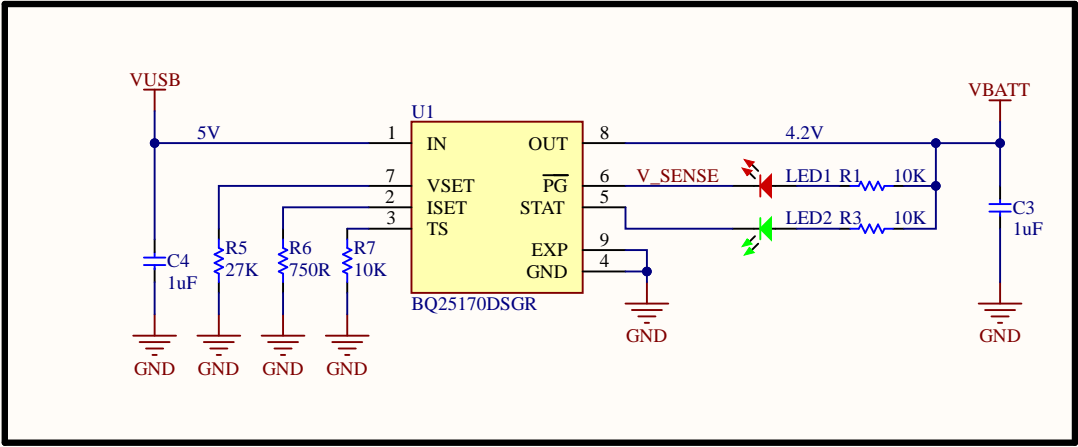 VUSB
VBATT
U1
5V
1
IN
OUT
8
4.2V
7
VSET
PG
6
V_SENSE
LED1
R1
10K
2
ISET
STAT
5
3
TS
LED2
R3
10K
C3
1uF
R5
27K
R6
750R
R7
10K
EXP
9
GND
4
C4
1uF
BQ25170DSGR
GND
GND
GND
GND
GND
GND